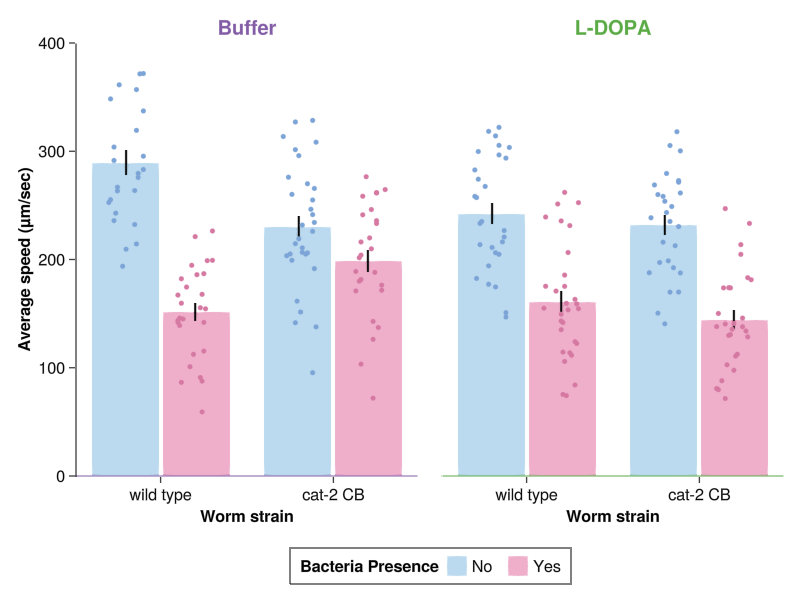 Buffer
L-DOPA
Average speed (μm/sec)
400
300
200
100
0
wild type
cat-2 CB
wild type
cat-2 CB
Worm strain
Worm strain
Bacteria Presence No Yes